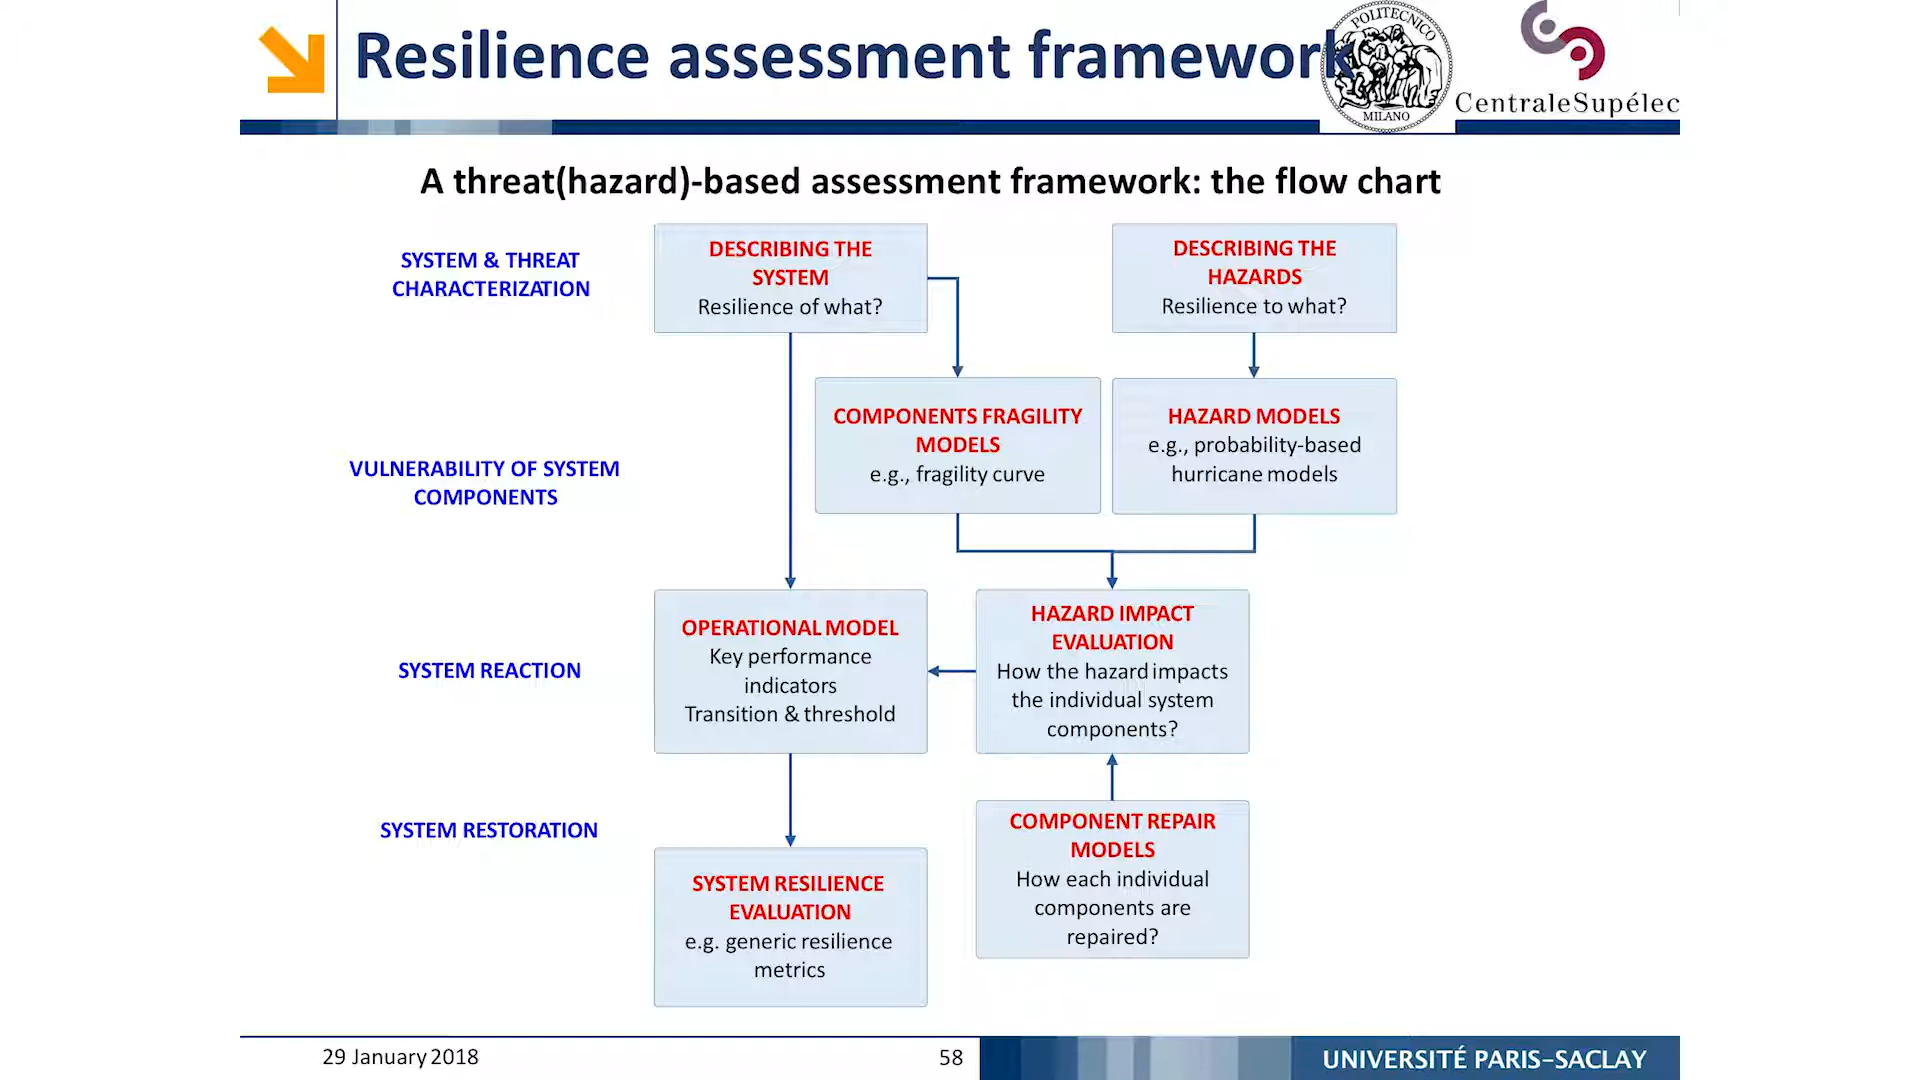 Resilience assessment framework
POLITECNICO
MILANO
CentraleSupélec
A threat(hazard)-based assessment framework: the flow chart
SYSTEM & THREAT
CHARACTERIZATION
DESCRIBING THE
SYSTEM
Resilience of what?
DESCRIBING THE
HAZARDS
Resilience to what?
VULNERABILITY OF SYSTEM
COMPONENTS
COMPONENTS FRAGILITY
MODELS
e.g., fragility curve
HAZARD MODELS
e.g., probability-based
hurricane models
SYSTEM REACTION
OPERATIONAL MODEL
Key performance
indicators
Transition & threshold
HAZARD IMPACT
EVALUATION
How the hazard impacts
the individual system
components?
SYSTEM RESTORATION
SYSTEM RESILIENCE
EVALUATION
e.g. generic resilience
metrics
COMPONENT REPAIR
MODELS
How each individual
components are
repaired?
29 January 2018
58
UNIVERSITÉ PARIS–SACLAY